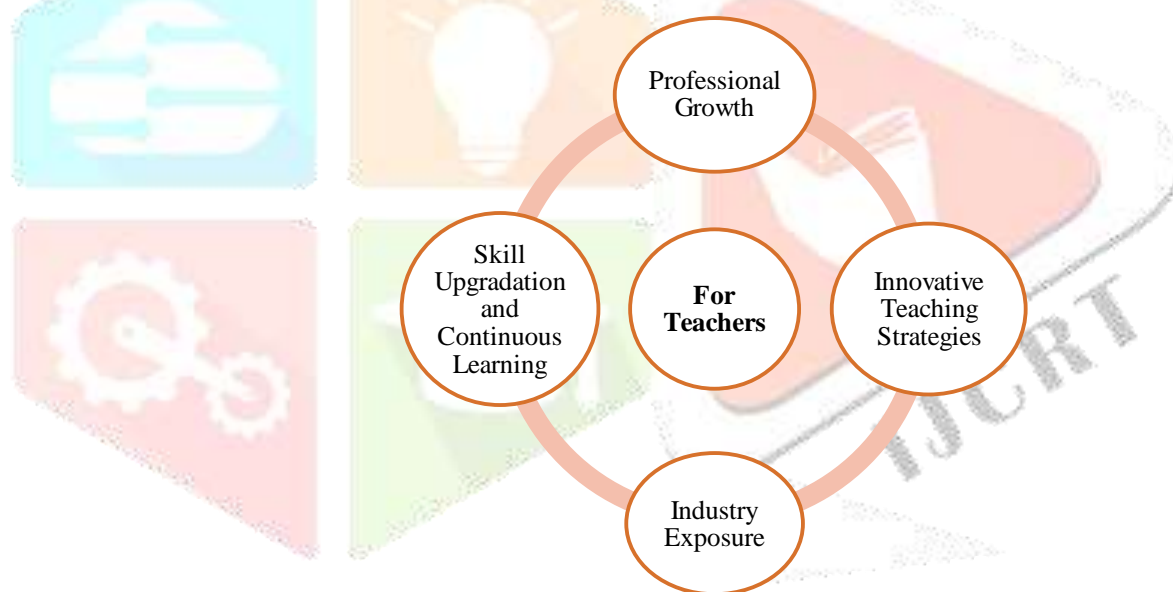 Professional
Growth
Skill
Upgradation
and
Continuous
Learning
For
Teachers
Innovative
Teaching
Strategies
Industry
Exposure
IJCRT